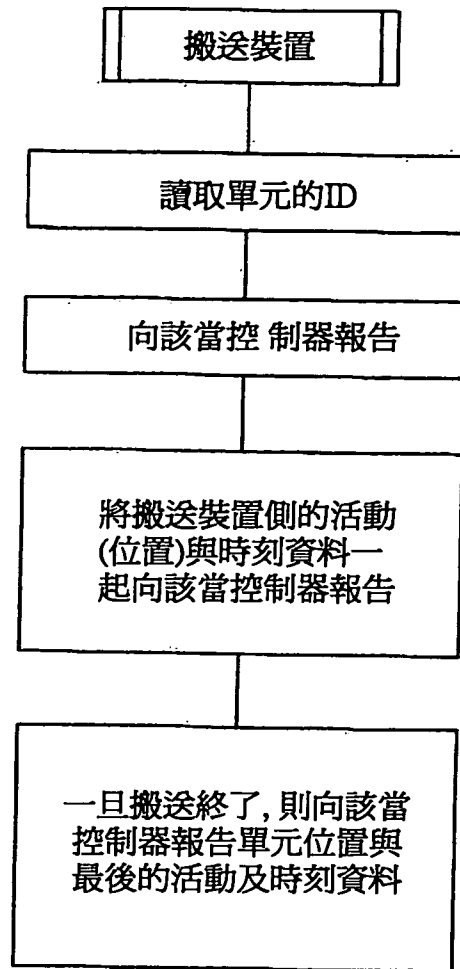 搬送裝置
讀取單元的ID
向該當控 制器報告
將搬送裝置側的活動
(位置)與時刻資料一
起向該當控制器報告
一旦搬送終了, 則向該當
控制器報告單元位置與
最後的活動及時刻資料